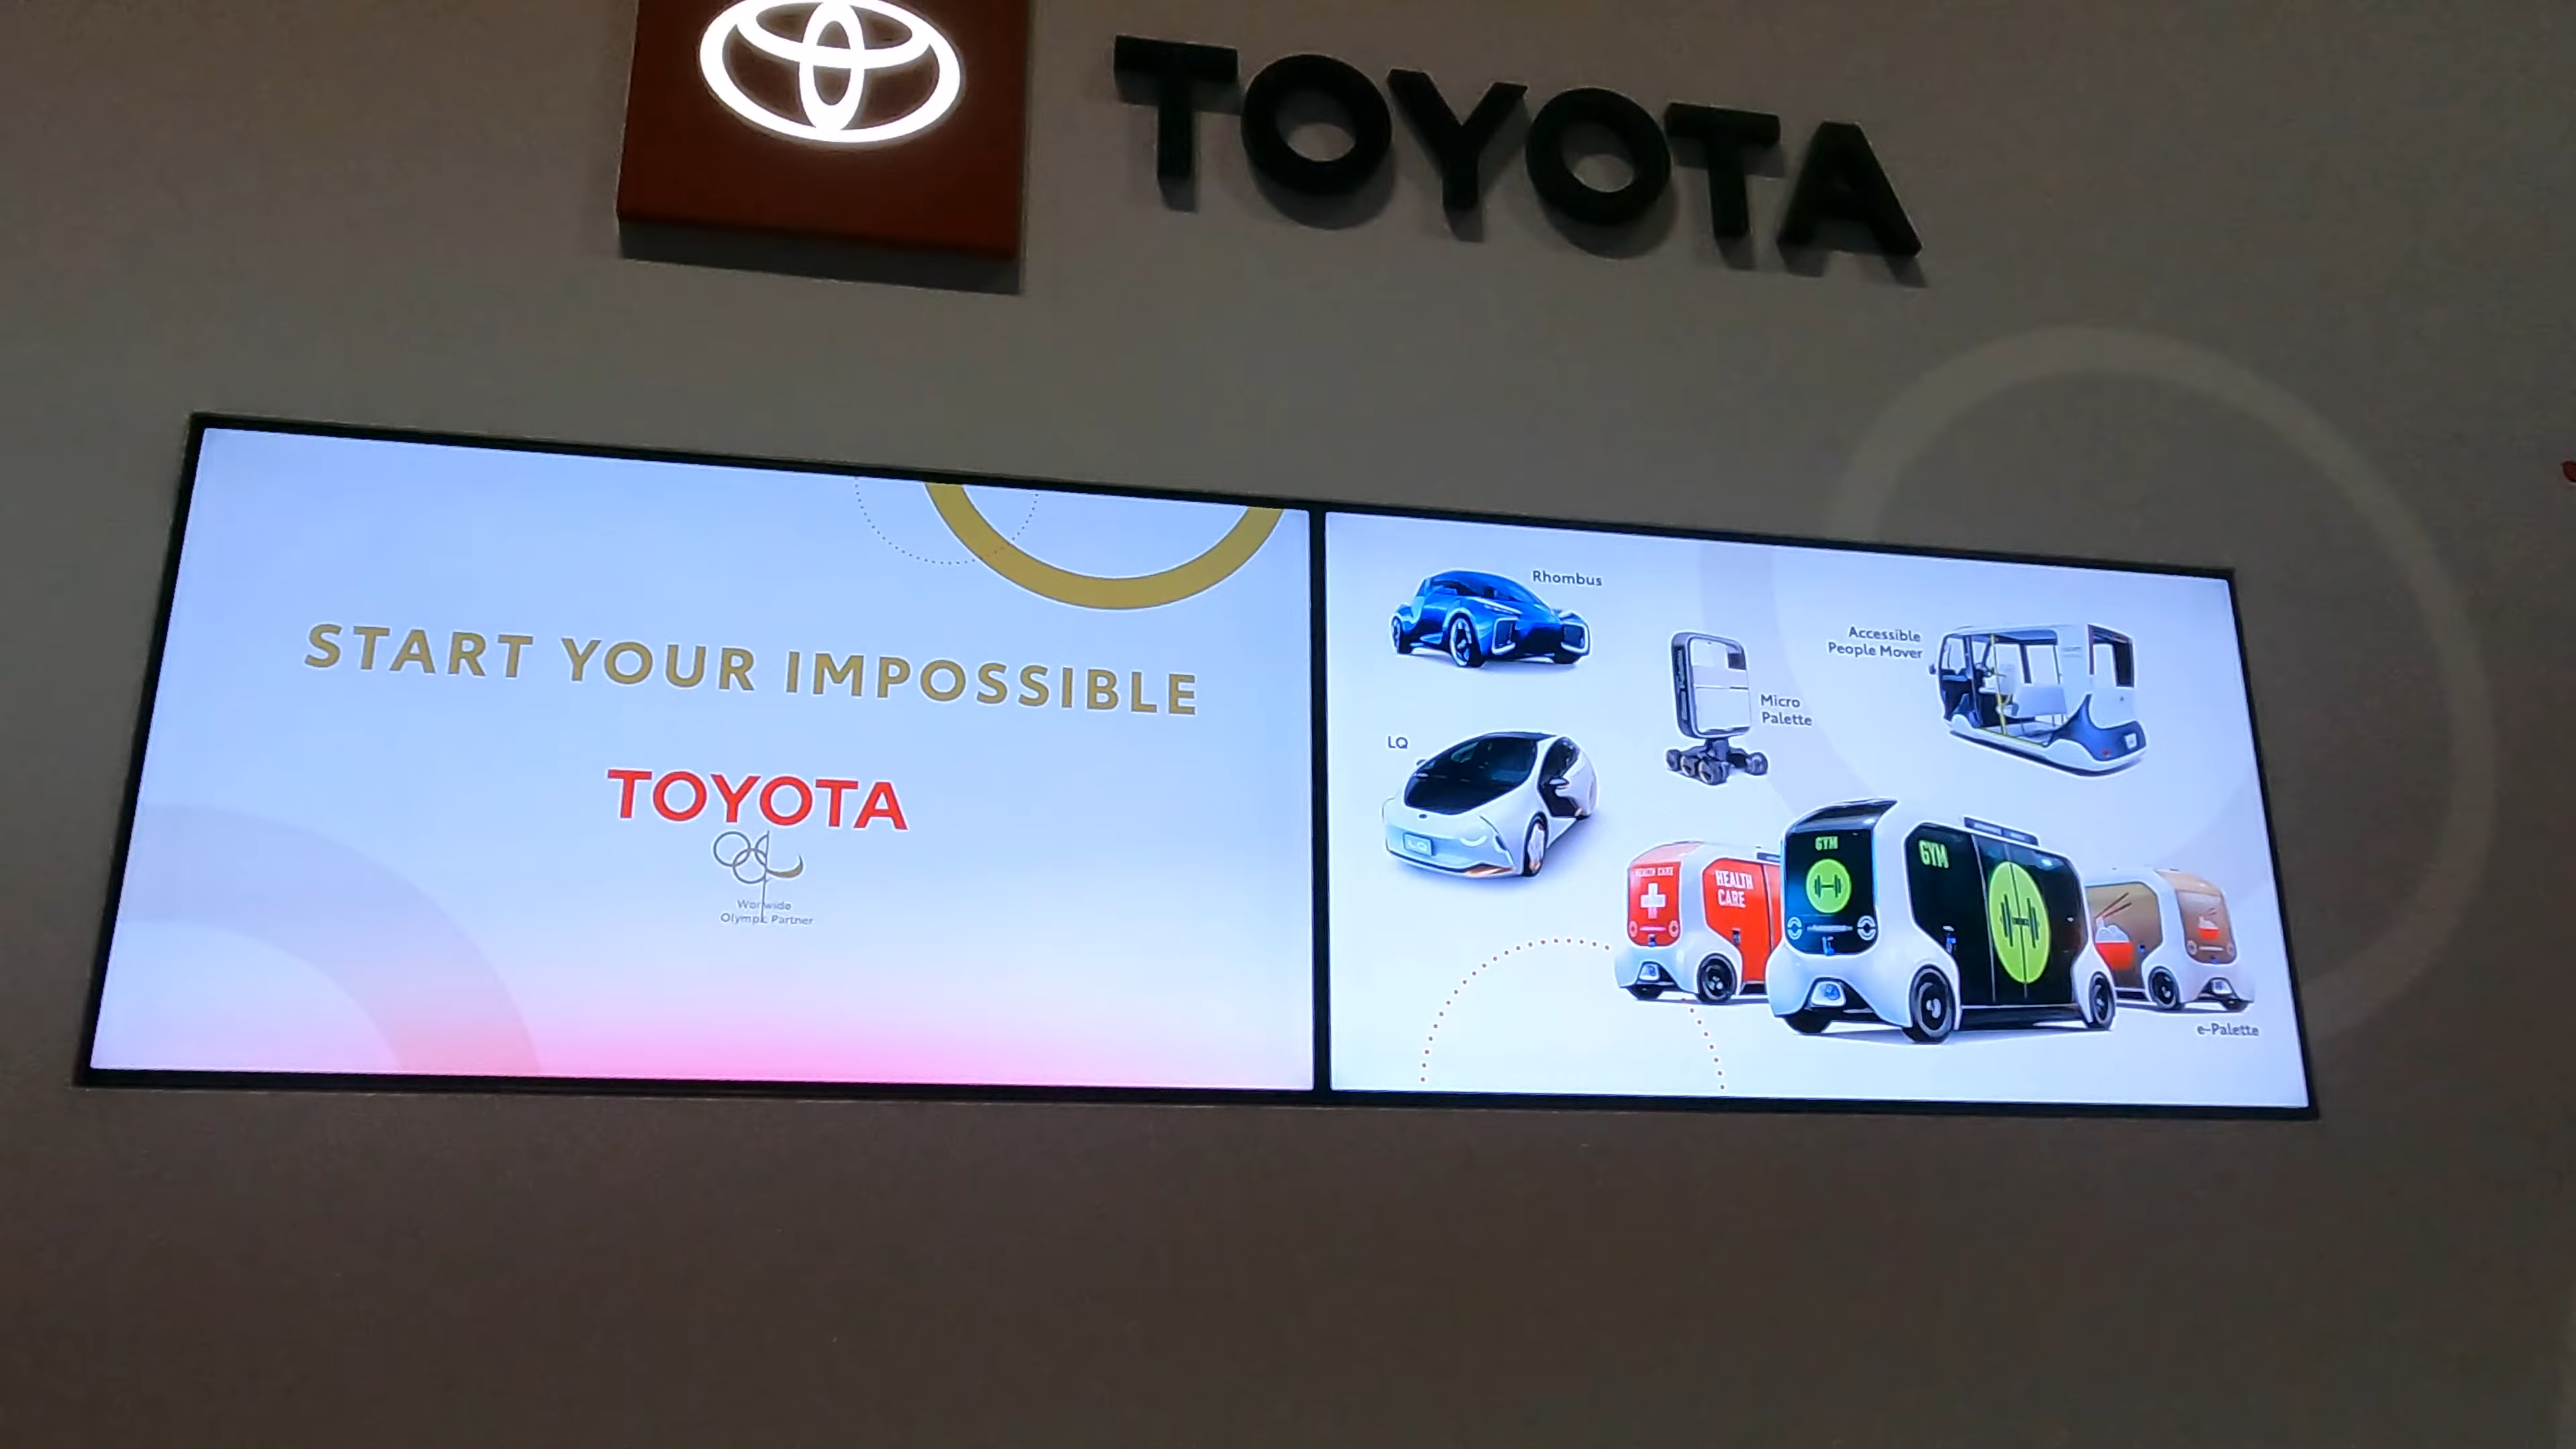 TOYOTA
START YOUR IMPOSSIBLE
TOYOTA
Olympic Partner
Rhombus
Accessible
People Mover
Micro
Palette
LQ
LQ
HEALTH CARE
HEALTH
CARE
GYM
GYM
e-Palette